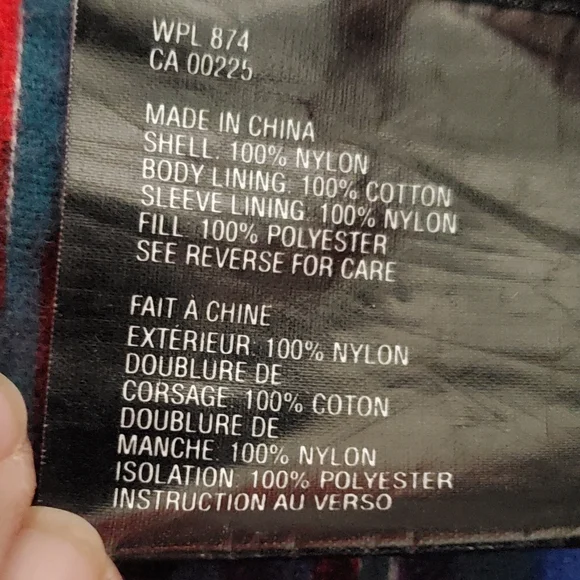 WPL 874
CA 00225
MADE IN CHINA
SHELL: 100% NYLON
BODY LINING: 100% COTTON
SLEEVE LINING: 100% NYLON
FILL: 100% POLYESTER
SEE REVERSE FOR CARE
FAIT À CHINE
EXTÉRIEUR: 100% NYLON
DOUBLURE DE
CORSAGE: 100% COTON
DOUBLURE DE
MANCHE: 100% NYLON
ISOLATION: 100% POLYESTER
INSTRUCTION AU VERSO